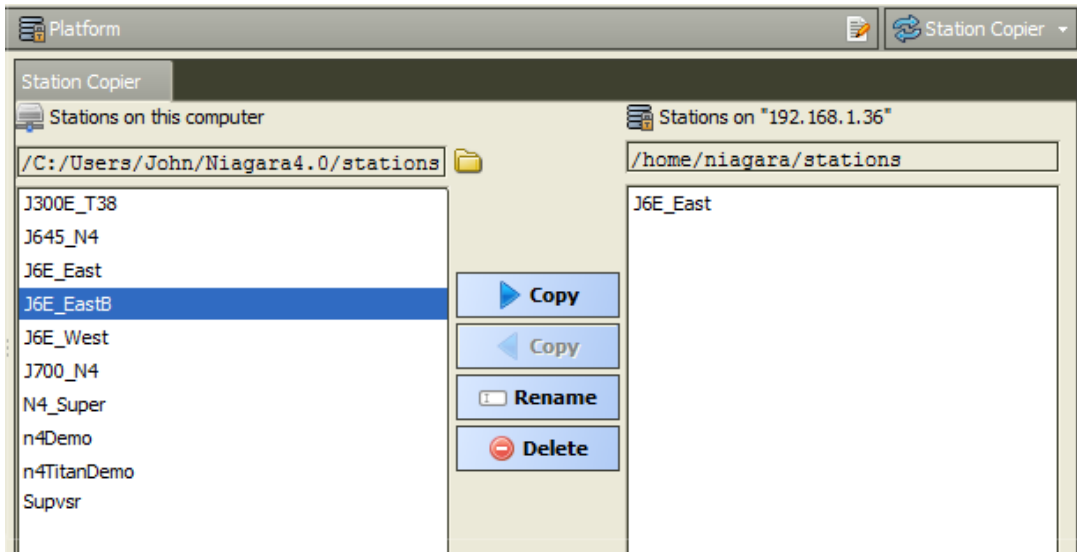 Platform
Station Copier
Station Copier
Stations on this computer
Stations on "192.168.1.36"
/C:/Users/John/Niagara4.0/stations
/home/niagara/stations
J300E_T38
J645_N4
J6E_East
J6E_EastB
J6E_West
J700_N4
N4_Super
n4Demo
n4TitanDemo
Supvsr
Copy
Copy
Rename
Delete
J6E_East